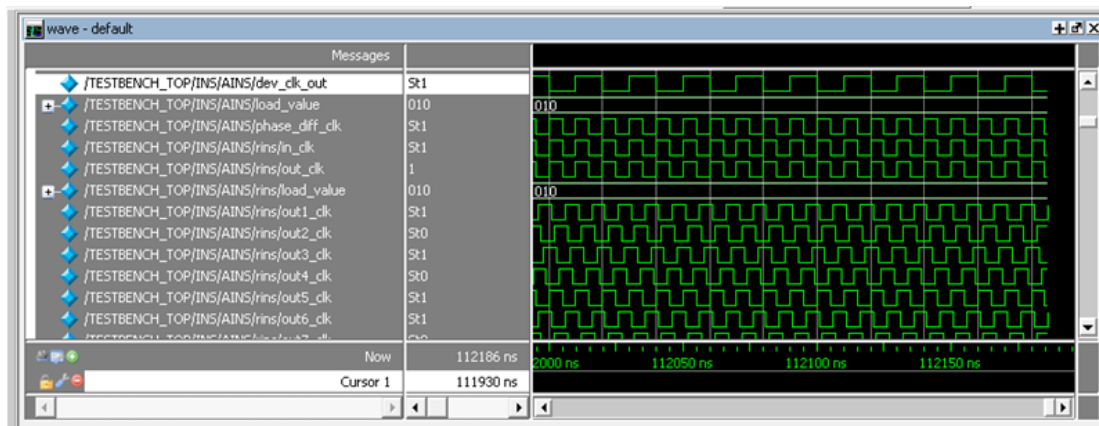 wave - default
Messages
/TESTBENCH_TOP/INS/AINS/dev_clk_out St1
/TESTBENCH_TOP/INS/AINS/load_value 010 010
/TESTBENCH_TOP/INS/AINS/phase_diff_clk St1
/TESTBENCH_TOP/INS/AINS/rins/in_clk St1
/TESTBENCH_TOP/INS/AINS/rins/out_clk 1
/TESTBENCH_TOP/INS/AINS/rins/load_value 010 010
/TESTBENCH_TOP/INS/AINS/rins/out1_clk St1
/TESTBENCH_TOP/INS/AINS/rins/out2_clk St0
/TESTBENCH_TOP/INS/AINS/rins/out3_clk St1
/TESTBENCH_TOP/INS/AINS/rins/out4_clk St0
/TESTBENCH_TOP/INS/AINS/rins/out5_clk St1
/TESTBENCH_TOP/INS/AINS/rins/out6_clk St1
Now 112186 ns 2000 ns 112050 ns 112100 ns 112150 ns
Cursor 1 111930 ns